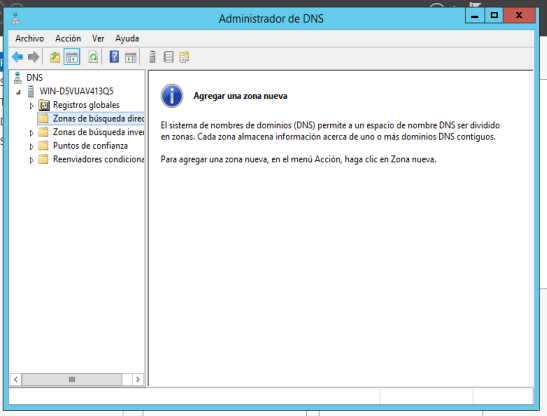 Administrador de DNS
Archivo Acción Ver Ayuda
DNS
WIN-D5VUAV413Q5
Registros globales
Zonas de búsqueda direc
Zonas de búsqueda inver
Puntos de confianza
Reenviadores condiciona
Agregar una zona nueva
El sistema de nombres de dominios (DNS) permite a un espacio de nombre DNS ser dividido
en zonas. Cada zona almacena información acerca de uno o más dominios DNS contiguos.
Para agregar una zona nueva, en el menú Acción, haga clic en Zona nueva.